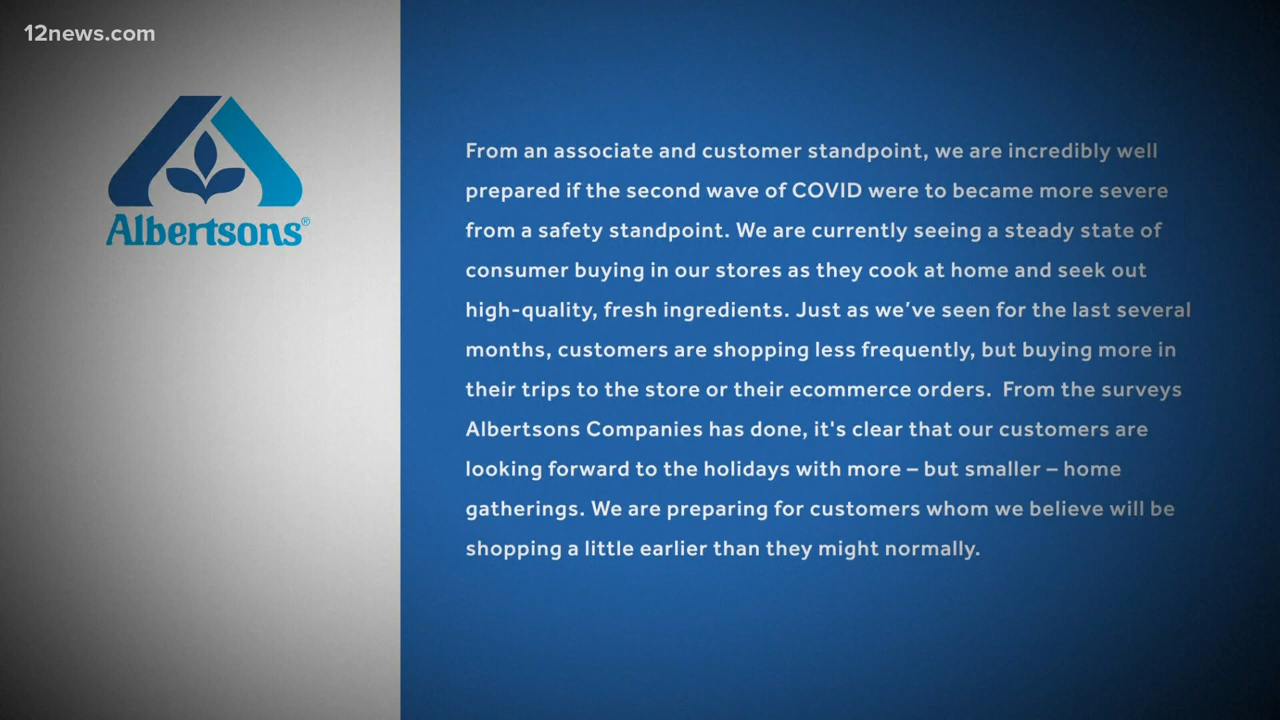 12news.com
Albertsons®
From an associate and customer standpoint, we are incredibly well
prepared if the second wave of COVID were to became more severe
from a safety standpoint. We are currently seeing a steady state of
consumer buying in our stores as they cook at home and seek out
high-quality, fresh ingredients. Just as we’ve seen for the last several
months, customers are shopping less frequently, but buying more in
their trips to the store or their ecommerce orders.  From the surveys
Albertsons Companies has done, it's clear that our customers are
looking forward to the holidays with more – but smaller – home
gatherings. We are preparing for customers whom we believe will be
shopping a little earlier than they might normally.